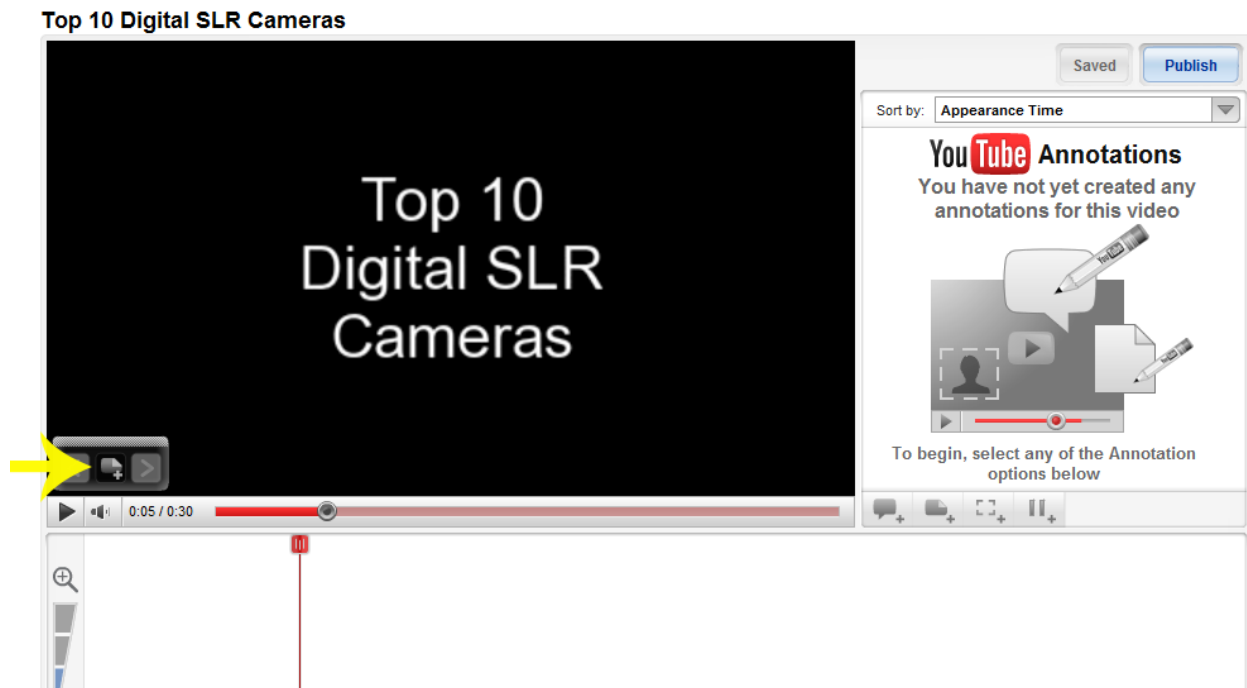 Top 10 Digital SLR Cameras
Saved
Publish
Sort by: Appearance Time
Top 10
Digital SLR
Cameras
YouTube Annotations
You have not yet created any
annotations for this video
YouTube
YouTube
To begin, select any of the Annotation
options below
0:05 / 0:30